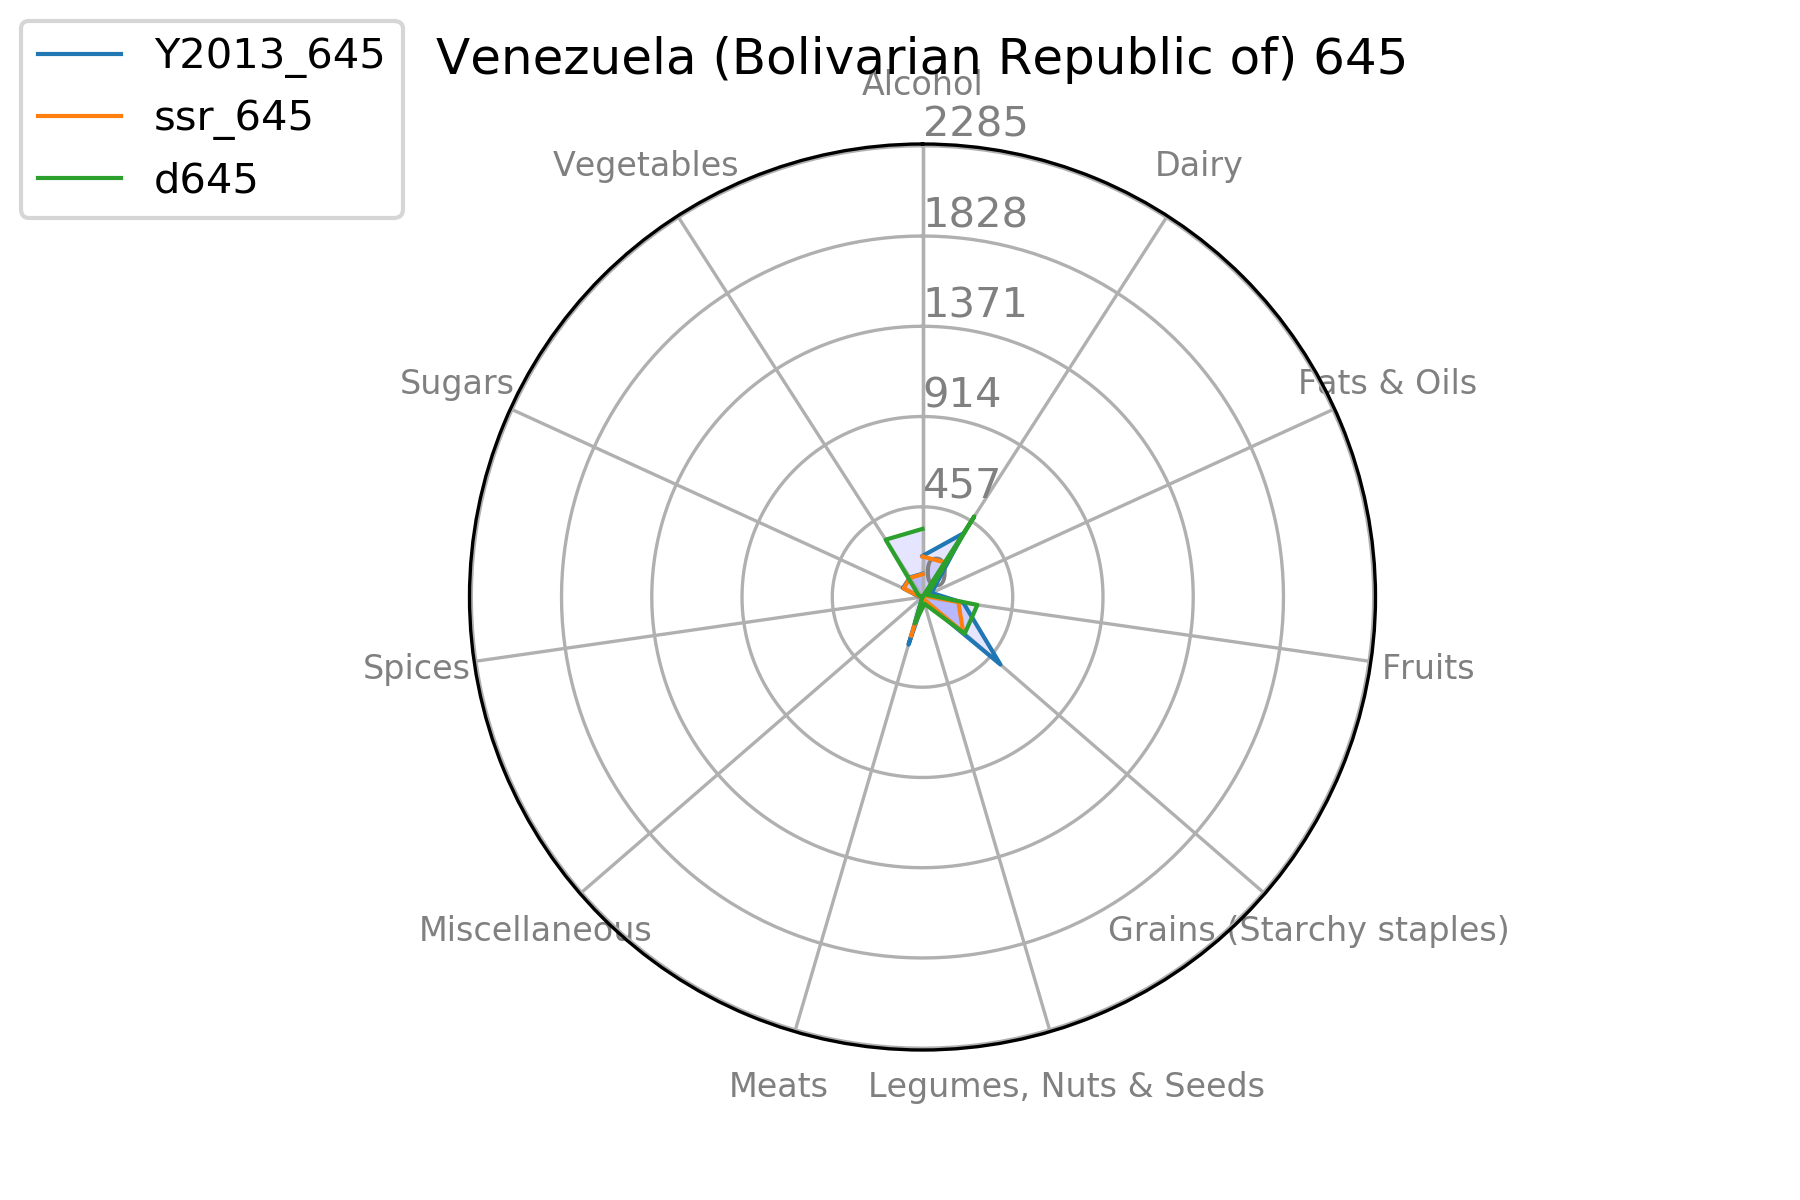 Y2013_645
ssr_645
d645
Venezuela (Bolivarian Republic of) 645
Alcohol
2285
Vegetables
Dairy
1828
1371
Sugars
Fats & Oils
914
457
0
Spices
Fruits
Miscellaneous
Grains (Starchy staples)
Meats
Legumes, Nuts & Seeds